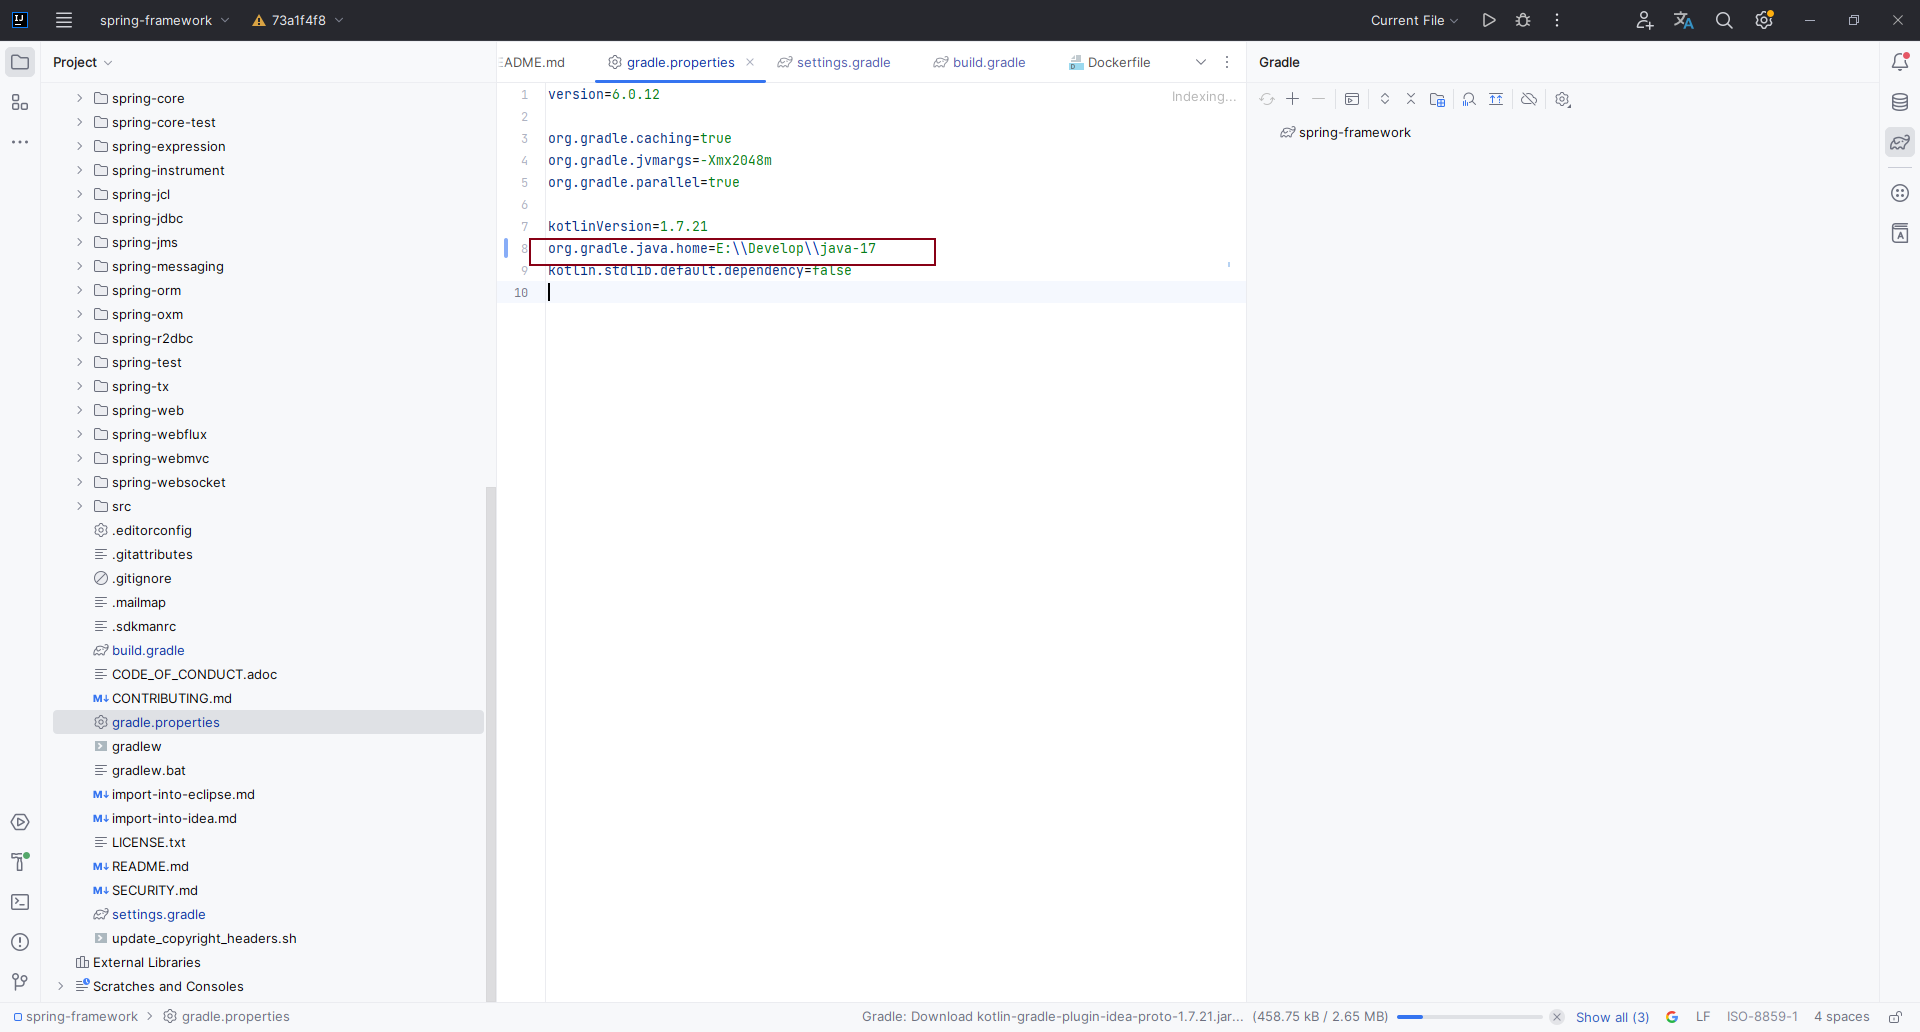 spring-framework
73a1f4f8
Current File
Project
spring-core
spring-core-test
spring-expression
spring-instrument
spring-jcl
spring-jdbc
spring-jms
spring-messaging
spring-orm
spring-oxm
spring-r2dbc
spring-test
spring-tx
spring-web
spring-webflux
spring-webmvc
spring-websocket
src
.editorconfig
.gitattributes
.gitignore
.mailmap
.sdkmanrc
build.gradle
CODE_OF_CONDUCT.adoc
CONTRIBUTING.md
gradle.properties
gradlew
gradlew.bat
import-into-eclipse.md
import-into-idea.md
LICENSE.txt
README.md
SECURITY.md
settings.gradle
update_copyright_headers.sh
External Libraries
Scratches and Consoles
ADME.md
gradle.properties
settings.gradle
build.gradle
Dockerfile
Indexing...
1 version=6.0.12
2
3 org.gradle.caching=true
4 org.gradle.jvmargs=-Xmx2048m
5 org.gradle.parallel=true
6
7 kotlinVersion=1.7.21
8 org.gradle.java.home=E:\\Develop\\java-17
9 kotlin.stdlib.default.dependency=false
10
Gradle
spring-framework
spring-framework > gradle.properties
Gradle: Download kotlin-gradle-plugin-idea-proto-1.7.21.jar... (458.75 kB / 2.65 MB)
Show all (3)
LF
ISO-8859-1
4 spaces